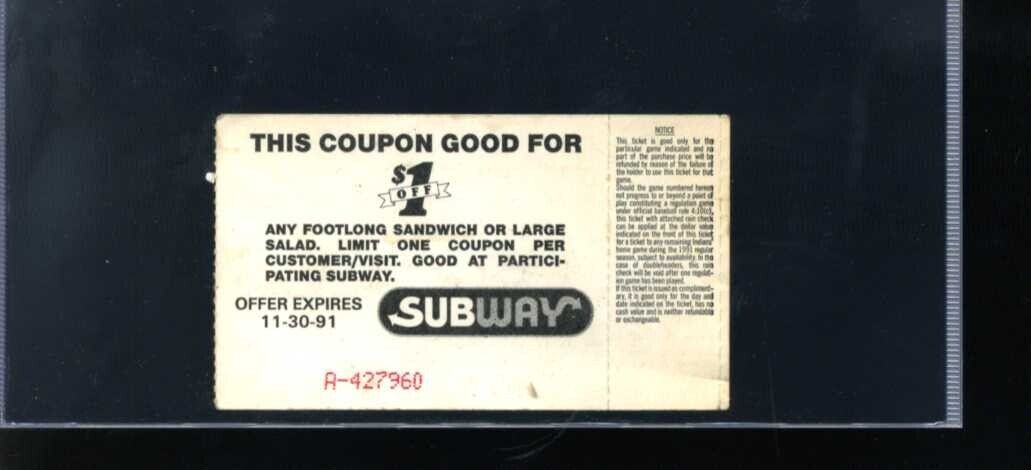 THIS COUPON GOOD FOR
$1
OFF
ANY FOOTLONG SANDWICH OR LARGE
SALAD. LIMIT ONE COUPON PER
CUSTOMER/VISIT. GOOD AT PARTICI-
PATING SUBWAY.
OFFER EXPIRES
11-30-91
SUBWAY
A-427960
NOTICE
This ticket is good only for the
particular game indicated and no
part of the purchase price will be
refunded by reason of the failure of
the holder to use this ticket for that
game.
Should the game numbered hereon
not progress to or beyond a point of
play constituting a regulation game
under official baseball rule 4:10(c),
this ticket with attached rain check
can be applied at the dollar value
indicated on the front of this ticket
for a ticket to any remaining Indians'
home game during the 1991 regular
season, subject to availability. In the
case of doubleheaders, this rain
check will be void after one regulat-
ion game has been played.
If this ticket is issued as compliment-
ary, it is good only for the day and
date indicated on the ticket, has no
cash value and is neither refundable
or exchangeable.